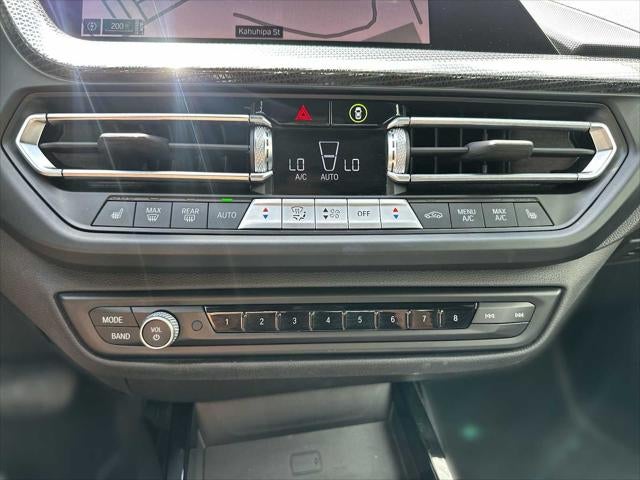 200
Kahuhipa St
LO LO
A/C AUTO
MAX REAR AUTO OFF MENU A/C MAX A/C
MODE
BAND
VOL
1 2 3 4 5 6 7 8